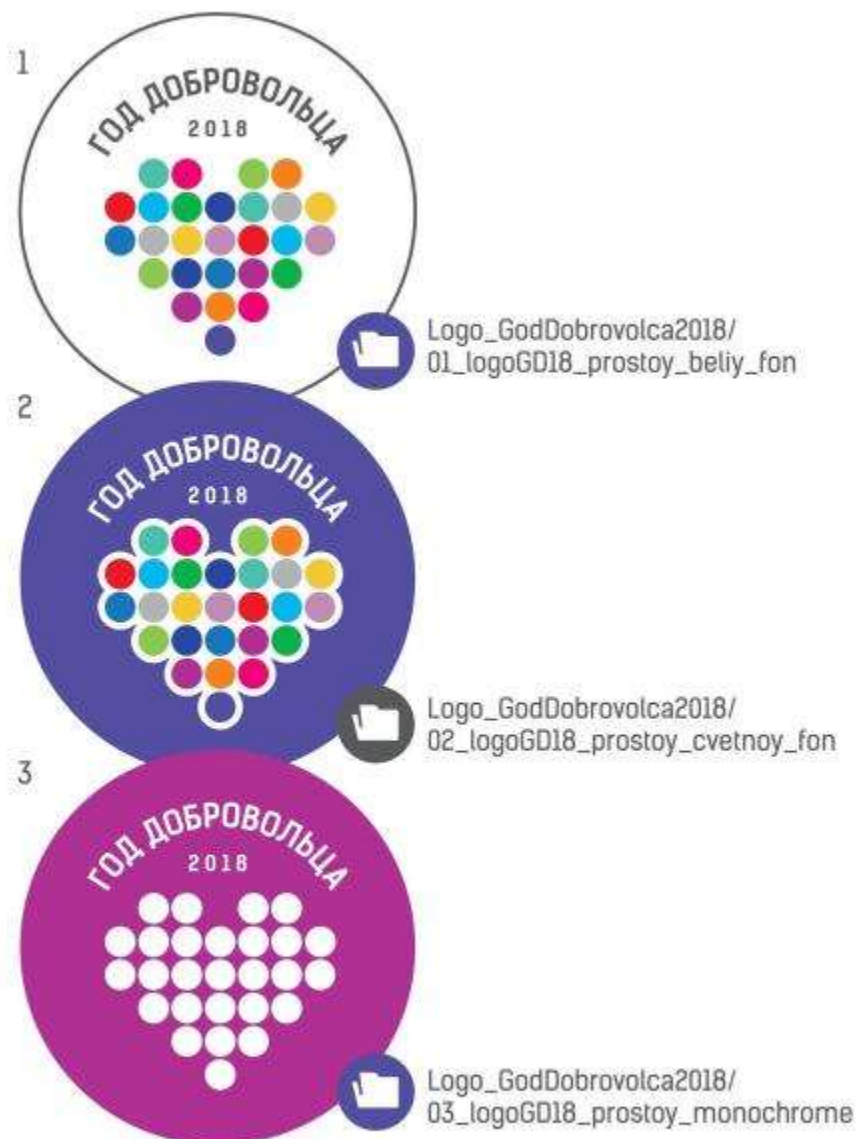 1
ГОД ДОБРОВОЛЬЦА
2018
Logo_GodDobrovolca2018/
01_logoGD18_prostoy_beliy_fon
2
ГОД ДОБРОВОЛЬЦА
2018
Logo_GodDobrovolca2018/
02_logoGD18_prostoy_cvetnoy_fon
3
ГОД ДОБРОВОЛЬЦА
2018
Logo_GodDobrovolca2018/
03_logoGD18_prostoy_monochrome